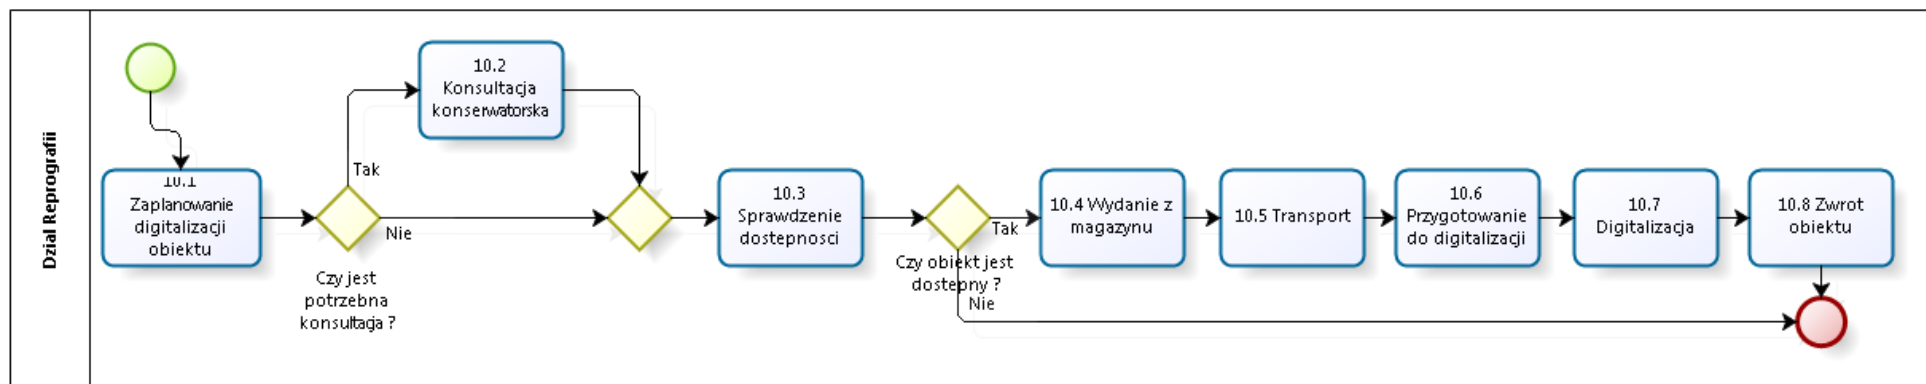 Dzial Reprografii
10.1
Zaplanowanie
digitalizacji
obiektu
Czy jest
potrzebna
konsultacja ?
Tak
Nie
10.2
Konsultacja
konserwatorska
10.3
Sprawdzenie
dostepnosci
Czy obiekt jest
dostepny ?
Tak
Nie
10.4 Wydanie z
magazynu
10.5 Transport
10.6
Przygotowanie
do digitalizacji
10.7
Digitalizacja
10.8 Zwrot
obiektu